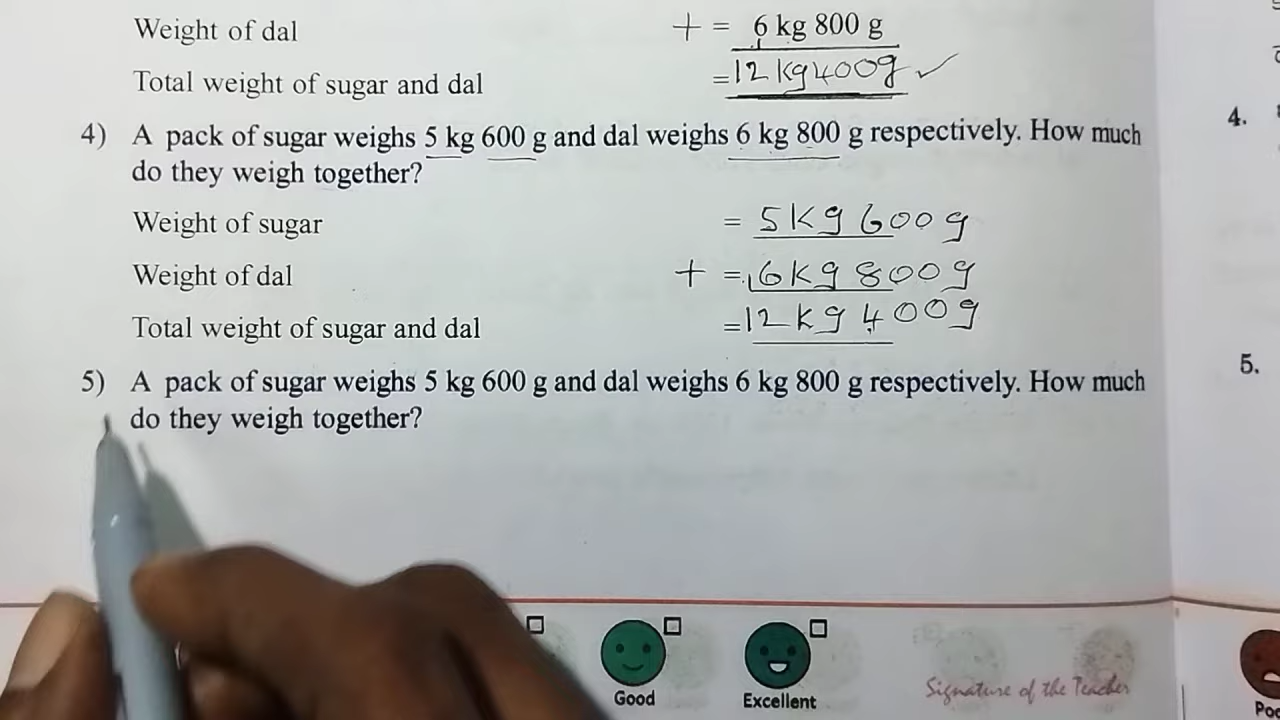 Weight of dal + = 6 kg 800 g
Total weight of sugar and dal =12 kg 400g ✓
4) A pack of sugar weighs 5 kg 600 g and dal weighs 6 kg 800 g respectively. How much
do they weigh together?
Weight of sugar = 5 kg 600 g
Weight of dal + = 6 kg 800 g
Total weight of sugar and dal =12 kg 400 g
5) A pack of sugar weighs 5 kg 600 g and dal weighs 6 kg 800 g respectively. How much
do they weigh together?
Good
Excellent
Signature of the Teacher
4.
5.